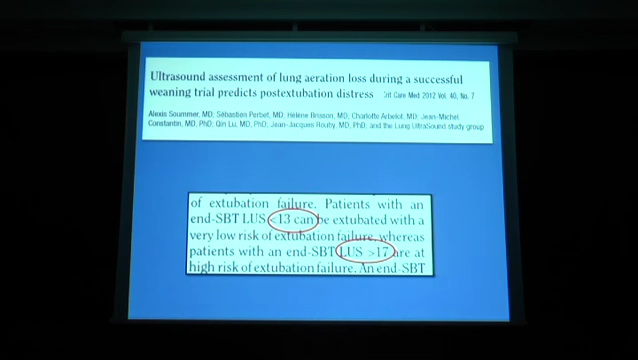 Ultrasound assessment of lung aeration loss during a successful
weaning trial predicts postextubation distress Crit Care Med 2012 Vol. 40, No. 7
Alexis Soummer, MD; Sébastien Perbet, MD; Hélène Brisson, MD; Charlotte Arbelot, MD; Jean-Michel
Constantin, MD, PhD; Qin Lu, MD, PhD; Jean-Jacques Rouby, MD, PhD; and the Lung UltraSound study group
of extubation failure. Patients with an
end-SBT LUS <13 can be extubated with a
very low risk of extubation failure, whereas
patients with an end-SBT LUS >17 are at
high risk of extubation failure. An end-SBT